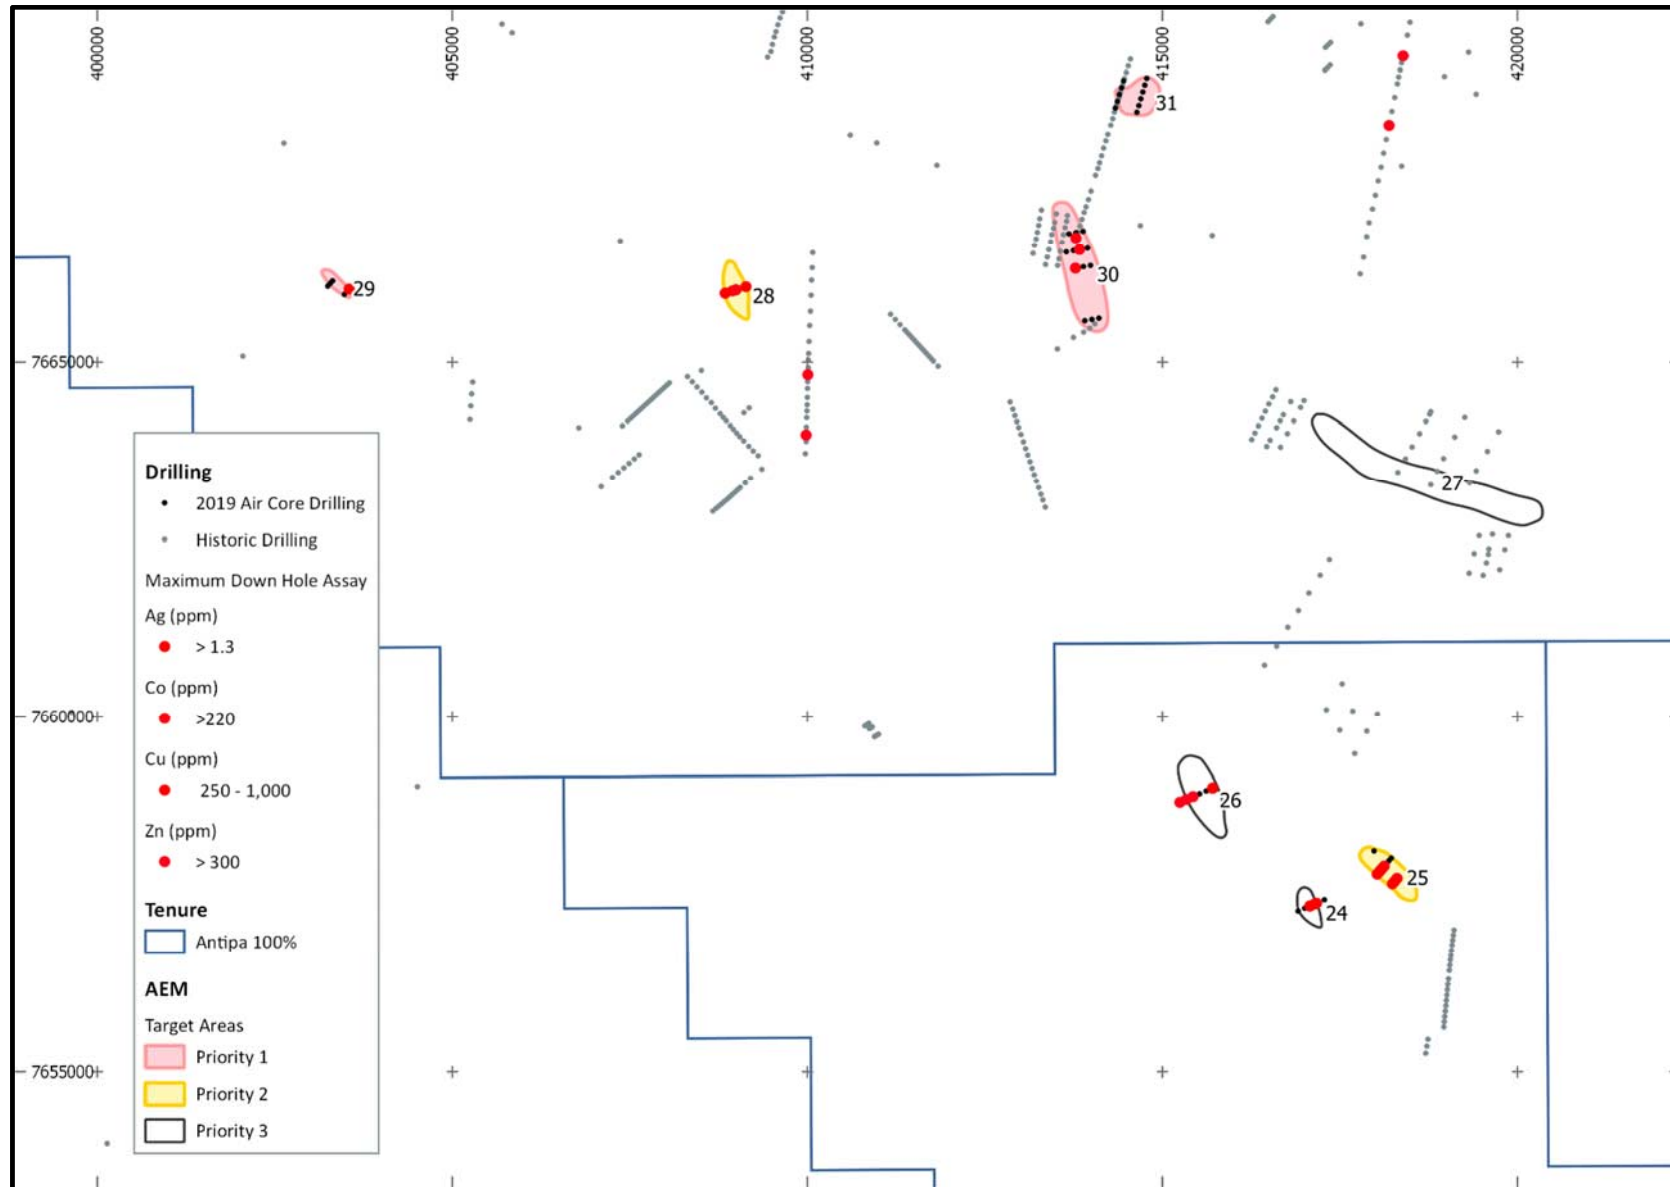 400000
405000
410000
415000
420000
31
30
29
28
7665000
27
Drilling
2019 Air Core Drilling
Historic Drilling
Maximum Down Hole Assay
Ag (ppm)
> 1.3
Co (ppm)
>220
Cu (ppm)
250 - 1,000
Zn (ppm)
> 300
Tenure
Antipa 100%
AEM
Target Areas
Priority 1
Priority 2
Priority 3
7660000
26
25
24
7655000